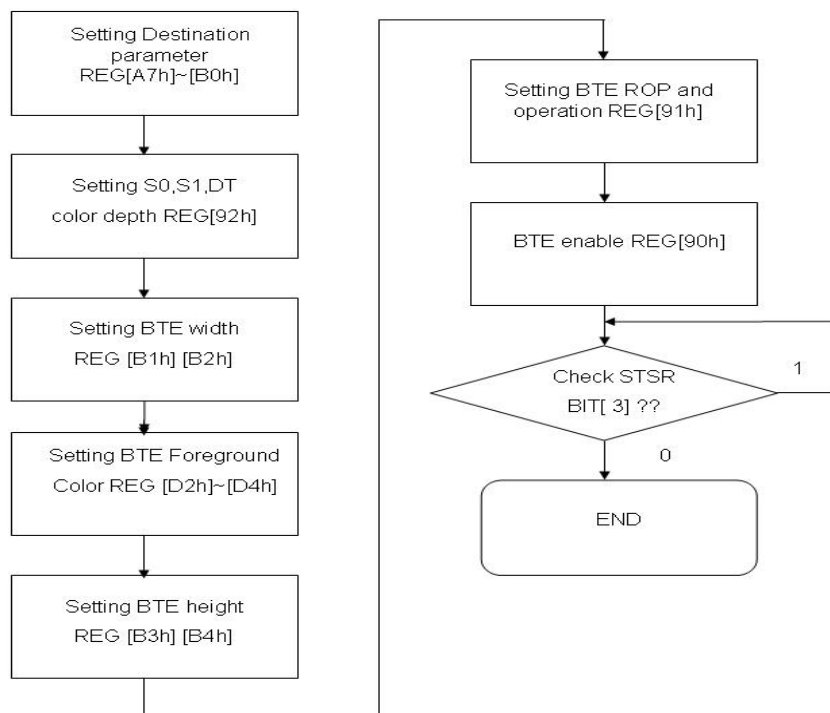 Setting Destination
parameter
REG[A7h]~[B0h]
Setting S0,S1,DT
color depth REG[92h]
Setting BTE width
REG [B1h] [B2h]
Setting BTE Foreground
Color REG [D2h]~[D4h]
Setting BTE height
REG [B3h] [B4h]
Setting BTE ROP and
operation REG[91h]
BTE enable REG[90h]
Check STSR
BIT[ 3] ??
1
0
END